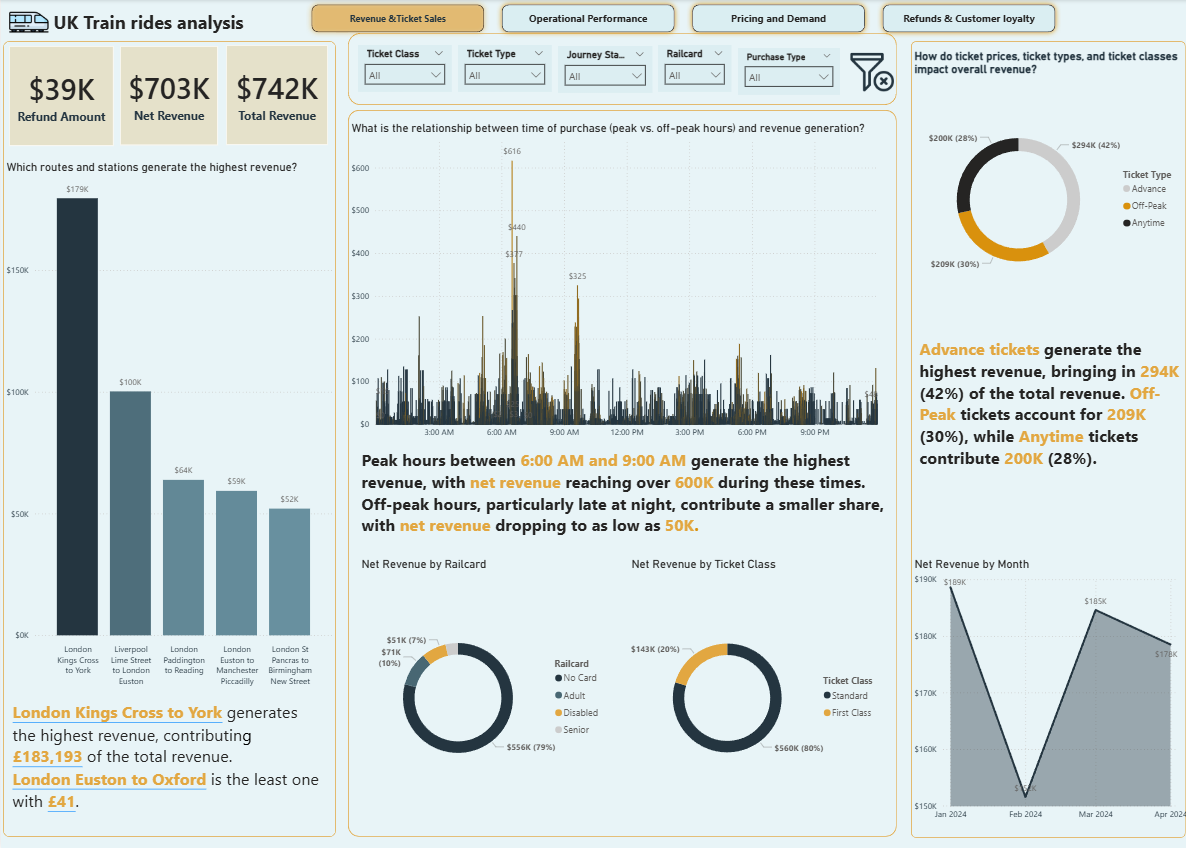 UK Train rides analysis
Revenue &Ticket Sales
Operational Performance
Pricing and Demand
Refunds & Customer loyalty
$39K
Refund Amount
$703K
Net Revenue
$742K
Total Revenue
Which routes and stations generate the highest revenue?
$179K
$150K
$100K
$100K
$64K
$59K
$52K
$50K
$0K
London
Kings Cross
to York
Liverpool
Lime Street
to London
Euston
London
Paddington
to Reading
London
Euston to
Manchester
Piccadilly
London St
Pancras to
Birmingham
New Street
London Kings Cross to York generates
the highest revenue, contributing
£183,193 of the total revenue.
London Euston to Oxford is the least one
with £41.
Ticket Class
All
Ticket Type
All
Journey Sta...
All
Railcard
All
Purchase Type
All
What is the relationship between time of purchase (peak vs. off-peak hours) and revenue generation?
$616
$600
$500
$440
$400
$377
$325
$300
$200
$100
$0
3:00 AM
6:00 AM
9:00 AM
12:00 PM
3:00 PM
6:00 PM
9:00 PM
Peak hours between 6:00 AM and 9:00 AM generate the highest
revenue, with net revenue reaching over 600K during these times.
Off-peak hours, particularly late at night, contribute a smaller share,
with net revenue dropping to as low as 50K.
Net Revenue by Railcard
$51K (7%)
$71K
(10%)
$556K (79%)
Railcard
No Card
Adult
Disabled
Senior
Net Revenue by Ticket Class
$143K (20%)
$560K (80%)
Ticket Class
Standard
First Class
How do ticket prices, ticket types, and ticket classes
impact overall revenue?
$200K (28%)
$294K (42%)
$209K (30%)
Ticket Type
Advance
Off-Peak
Anytime
Advance tickets generate the
highest revenue, bringing in 294K
(42%) of the total revenue. Off-
Peak tickets account for 209K
(30%), while Anytime tickets
contribute 200K (28%).
Net Revenue by Month
$190K
$189K
$185K
$180K
$178K
$170K
$160K
$150K
Jan 2024
Feb 2024
Mar 2024
Apr 2024